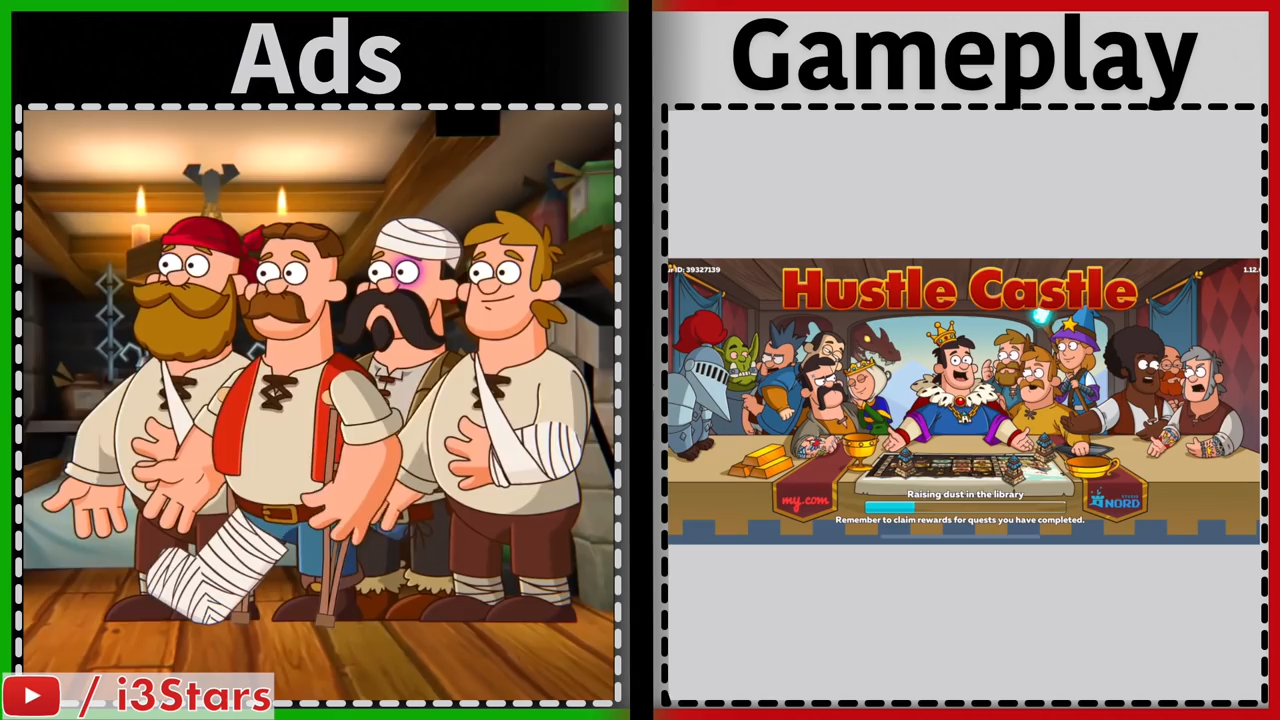 Ads
Gameplay
ID: 39327139
1.12.
Hustle Castle
my.com
STUDIO
NORD
Raising dust in the library
Remember to claim rewards for quests you have completed.
/ i3Stars